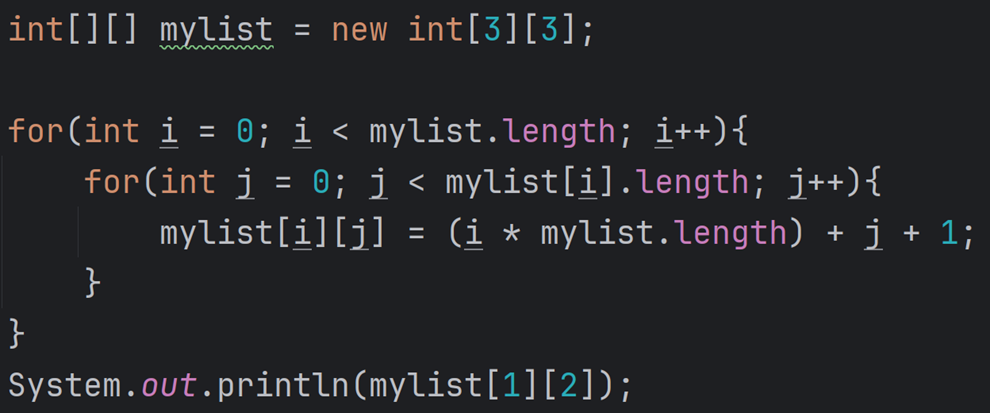 int[][] mylist = new int[3][3];
for(int i = 0; i < mylist.length; i++){
for(int j = 0; j < mylist[i].length; j++){
mylist[i][j] = (i * mylist.length) + j + 1;
}
}
System.out.println(mylist[1][2]);